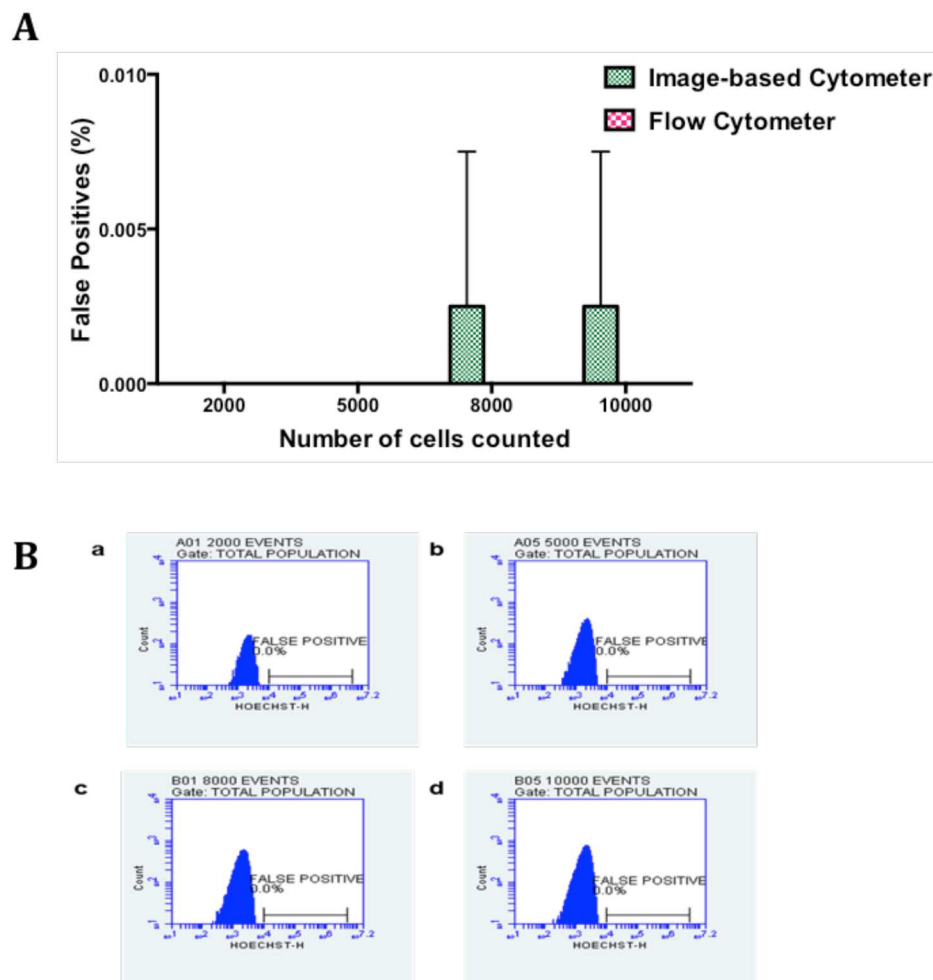 A
0.010
Image-based Cytometer
Flow Cytometer
False Positives (%)
0.005
0.000
2000 5000 8000 10000
Number of cells counted
B
a
A01 2000 EVENTS
Gate: TOTAL POPULATION
Count
FALSE POSITIVE
0.0%
HOECHST-H
b
A05 5000 EVENTS
Gate: TOTAL POPULATION
Count
FALSE POSITIVE
0.0%
HOECHST-H
c
B01 8000 EVENTS
Gate: TOTAL POPULATION
Count
FALSE POSITIVE
0.0%
HOECHST-H
d
B05 10000 EVENTS
Gate: TOTAL POPULATION
Count
FALSE POSITIVE
0.0%
HOECHST-H